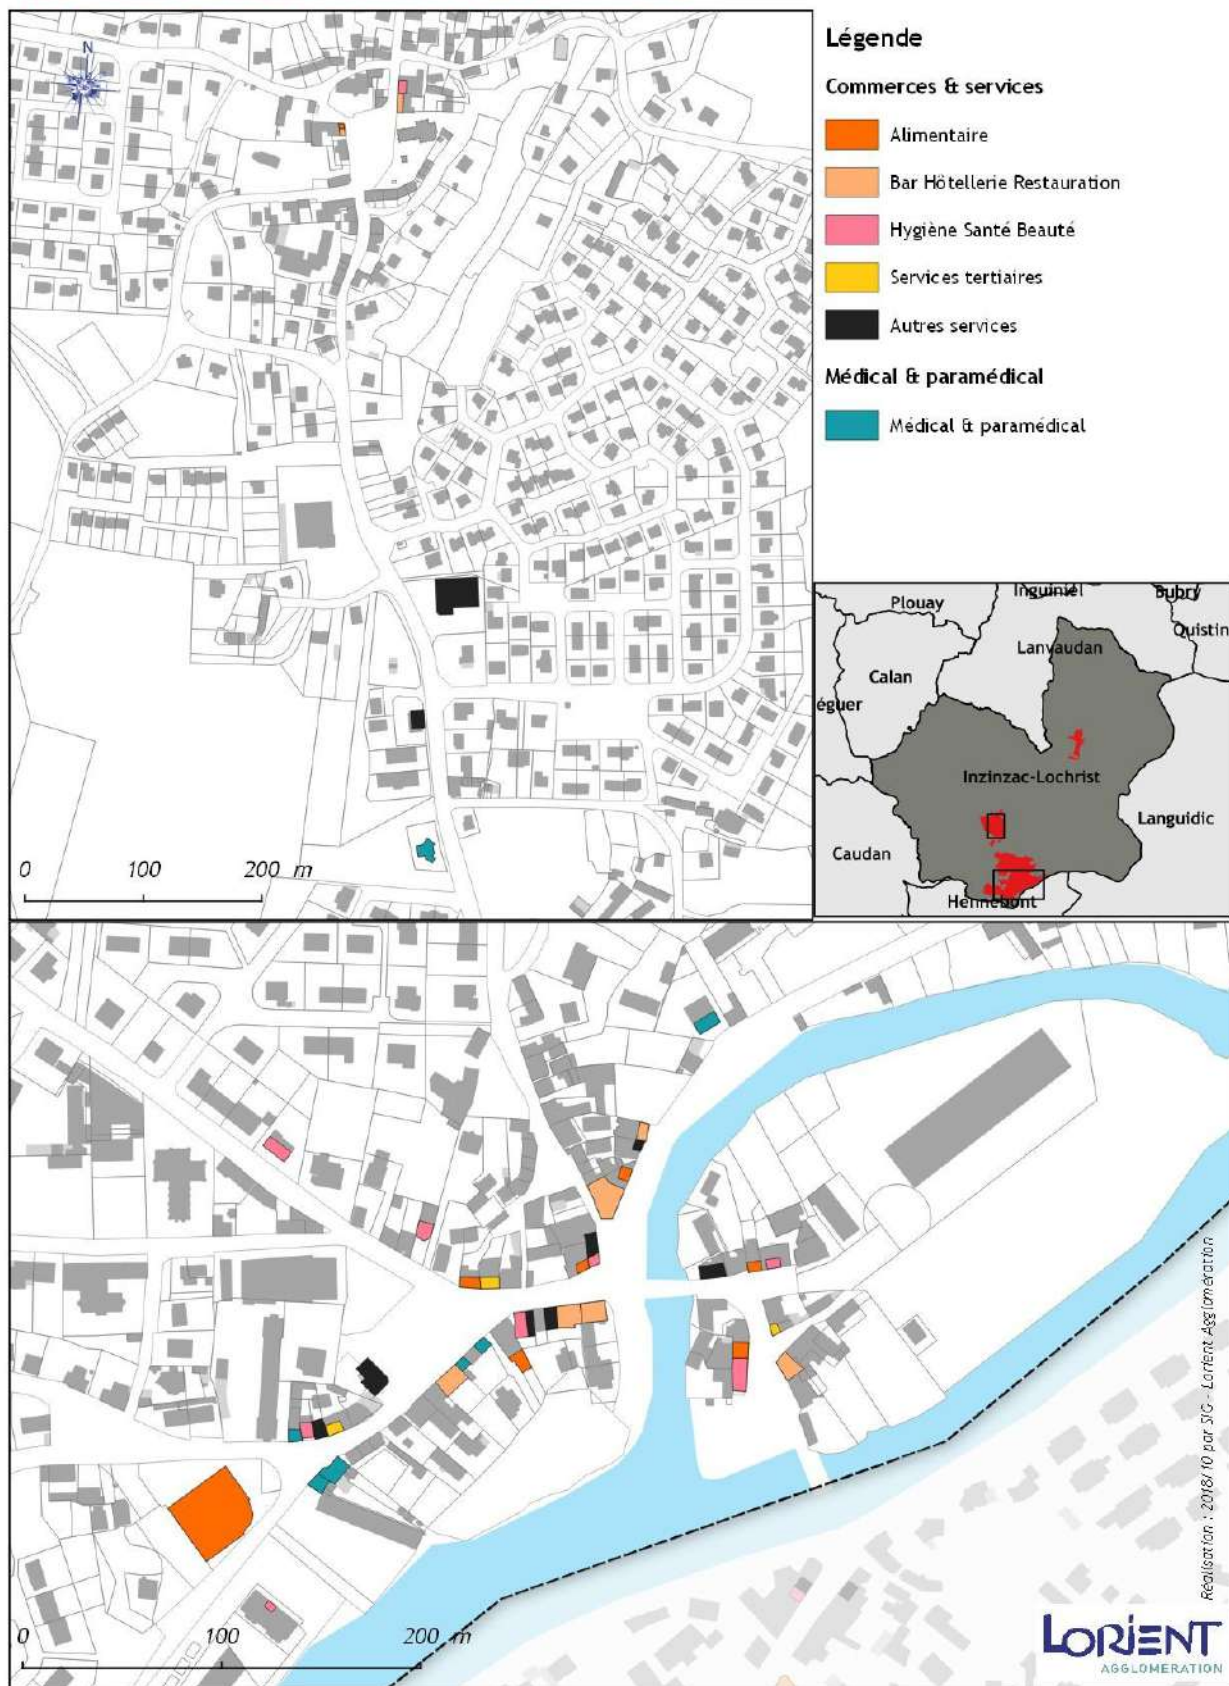 N
Légende
Commerces & services
Alimentaire
Bar Hôtellerie Restauration
Hygiène Santé Beauté
Services tertiaires
Autres services
Médical & paramédical
Médical & paramédical
Plouay
Inguiniel
Bubry
Quistin
Lanvaudan
Calan
éguer
Inzinzac-Lochrist
Languidic
Caudan
Hennebont
0 100 200 m
0 100 200 m
Réalisation : 2018/10 par SIG - Lorient Agglomération
LORIENT
AGGLOMERATION